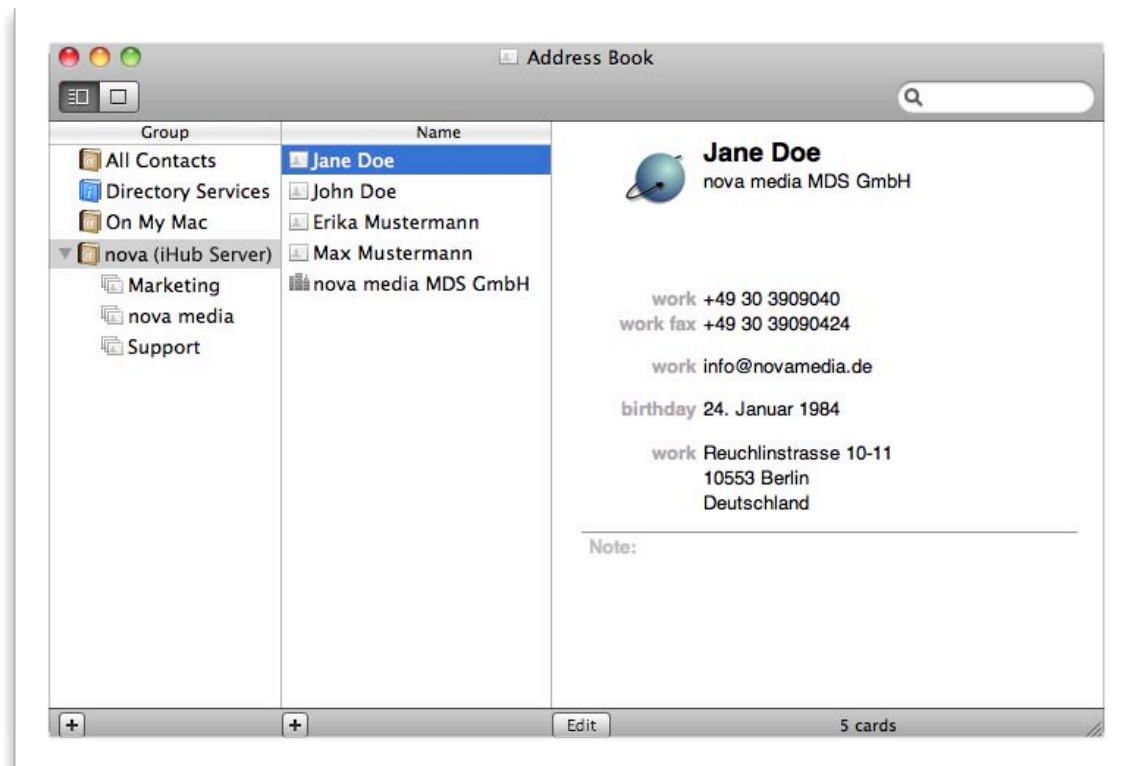 Address Book
Group
All Contacts
Directory Services
On My Mac
nova (iHub Server)
Marketing
nova media
Support
Name
Jane Doe
John Doe
Erika Mustermann
Max Mustermann
nova media MDS GmbH
Jane Doe
nova media MDS GmbH
work +49 30 3909040
work fax +49 30 39090424
work info@novamedia.de
birthday 24. Januar 1984
work Reuchlinstrasse 10-11
10553 Berlin
Deutschland
Note:
+
+
Edit
5 cards